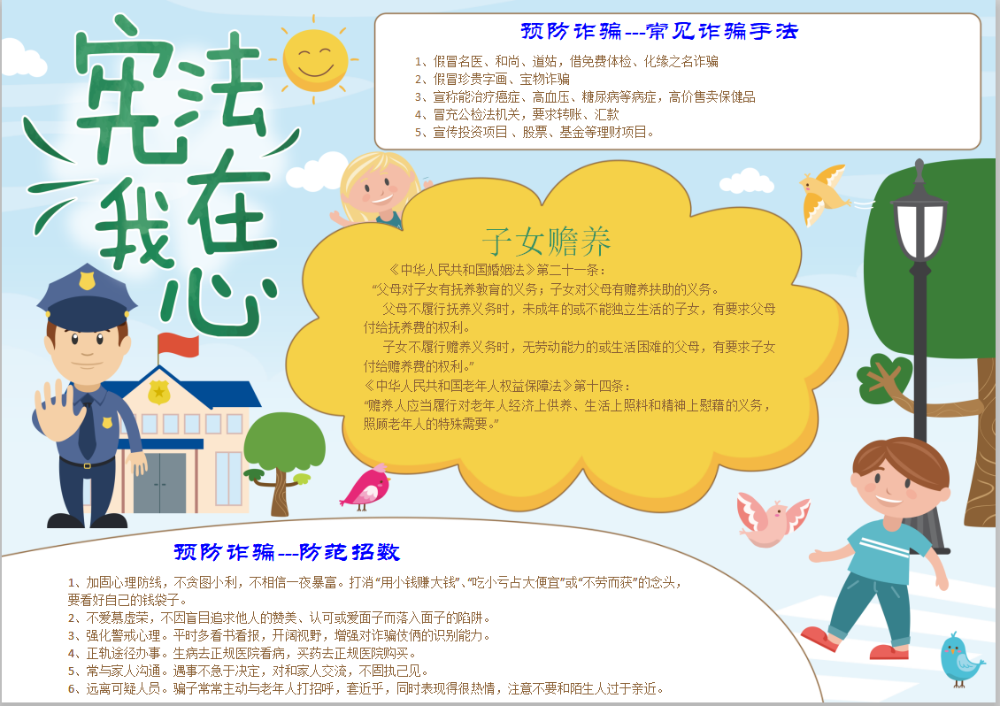 宪法
在
我
心
预防诈骗---常见诈骗手法
1、假冒名医、和尚、道姑，借免费体检、化缘之名诈骗
2、假冒珍贵字画、宝物诈骗
3、宣称能治疗癌症、高血压、糖尿病等病症，高价售卖保健品
4、冒充公检法机关，要求转账、汇款
5、宣传投资项目、股票、基金等理财项目。
子女赡养
《中华人民共和国婚姻法》第二十一条：
“父母对子女有抚养教育的义务；子女对父母有赡养扶助的义务。
父母不履行抚养义务时，未成年的或不能独立生活的子女，有要求父母
付给抚养费的权利。
子女不履行赡养义务时，无劳动能力的或生活困难的父母，有要求子女
付给赡养费的权利。”
《中华人民共和国老年人权益保障法》第十四条：
“赡养人应当履行对老年人经济上供养、生活上照料和精神上慰藉的义务，
照顾老年人的特殊需要。”
预防诈骗---防范招数
1、加固心理防线，不贪图小利，不相信一夜暴富。打消“用小钱赚大钱”、“吃小亏占大便宜”或“不劳而获”的念头，
要看好自己的钱袋子。
2、不爱慕虚荣，不因盲目追求他人的赞美、认可或爱面子而落入面子的陷阱。
3、强化警戒心理。平时多看书看报，开阔视野，增强对诈骗伎俩的识别能力。
4、正轨途径办事。生病去正规医院看病，买药去正规医院购买。
5、常与家人沟通。遇事不急于决定，对和家人交流，不固执己见。
6、远离可疑人员。骗子常常主动与老年人打招呼，套近乎，同时表现得很热情，注意不要和陌生人过于亲近。